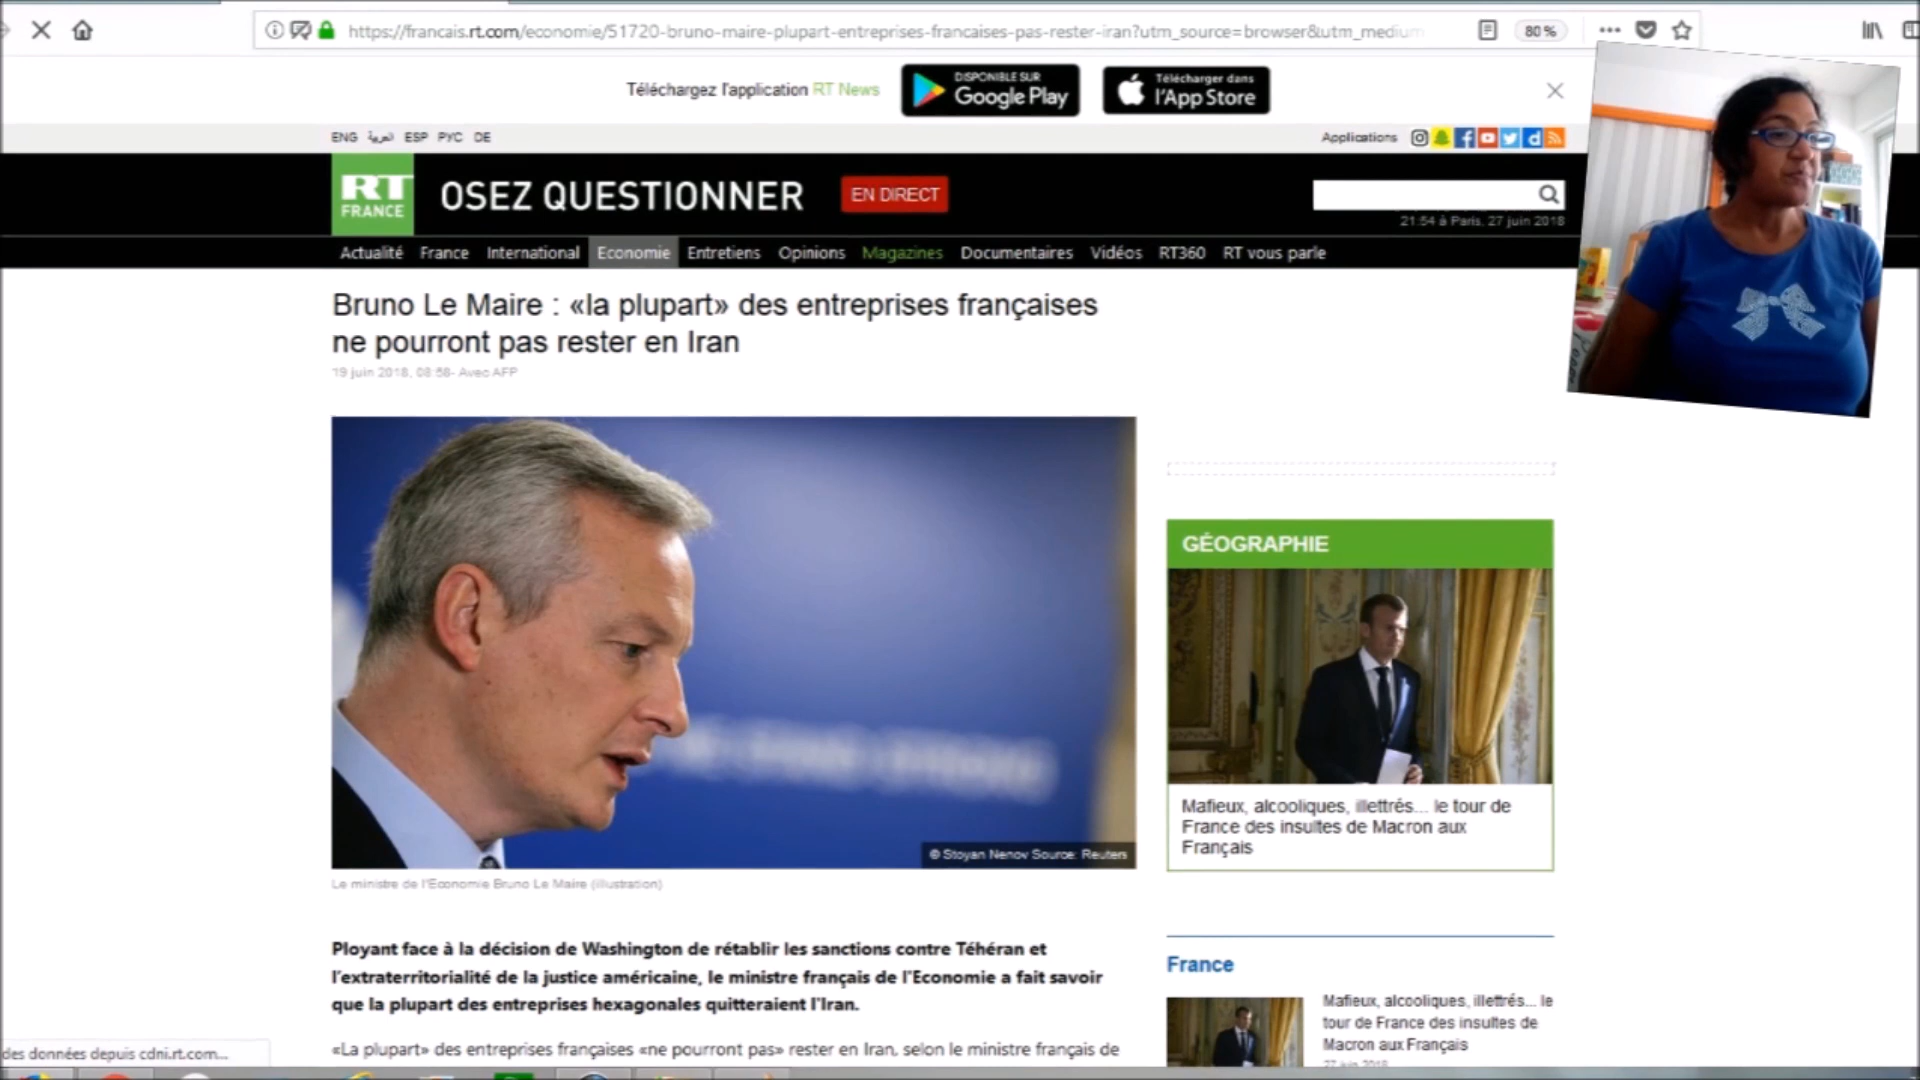 https://francais.rt.com/economie/51720-bruno-maire-plupart-entreprises-francaises-pas-rester-iran?utm_source=browser&utm_medium
80%
Téléchargez l'application RT News
DISPONIBLE SUR
Google Play
Télécharger dans
l'App Store
ENG العربية ESP РУС DE
Applications
RT
FRANCE
OSEZ QUESTIONNER
EN DIRECT
21:54 à Paris, 27 juin 2018
Actualité France International Economie Entretiens Opinions Magazines Documentaires Vidéos RT360 RT vous parle
Bruno Le Maire : «la plupart» des entreprises françaises
ne pourront pas rester en Iran
19 juin 2018, 08:58- Avec AFP
© Stoyan Nenov Source: Reuters
Le ministre de l'Economie Bruno Le Maire (illustration)
Ployant face à la décision de Washington de rétablir les sanctions contre Téhéran et
l'extraterritorialité de la justice américaine, le ministre français de l'Economie a fait savoir
que la plupart des entreprises hexagonales quitteraient l'Iran.
«La plupart» des entreprises françaises «ne pourront pas» rester en Iran, selon le ministre français de
GÉOGRAPHIE
Mafieux, alcooliques, illettrés... le tour de
France des insultes de Macron aux
Français
France
Mafieux, alcooliques, illettrés... le
tour de France des insultes de
Macron aux Français
27 juin 2018
des données depuis cdni.rt.com...